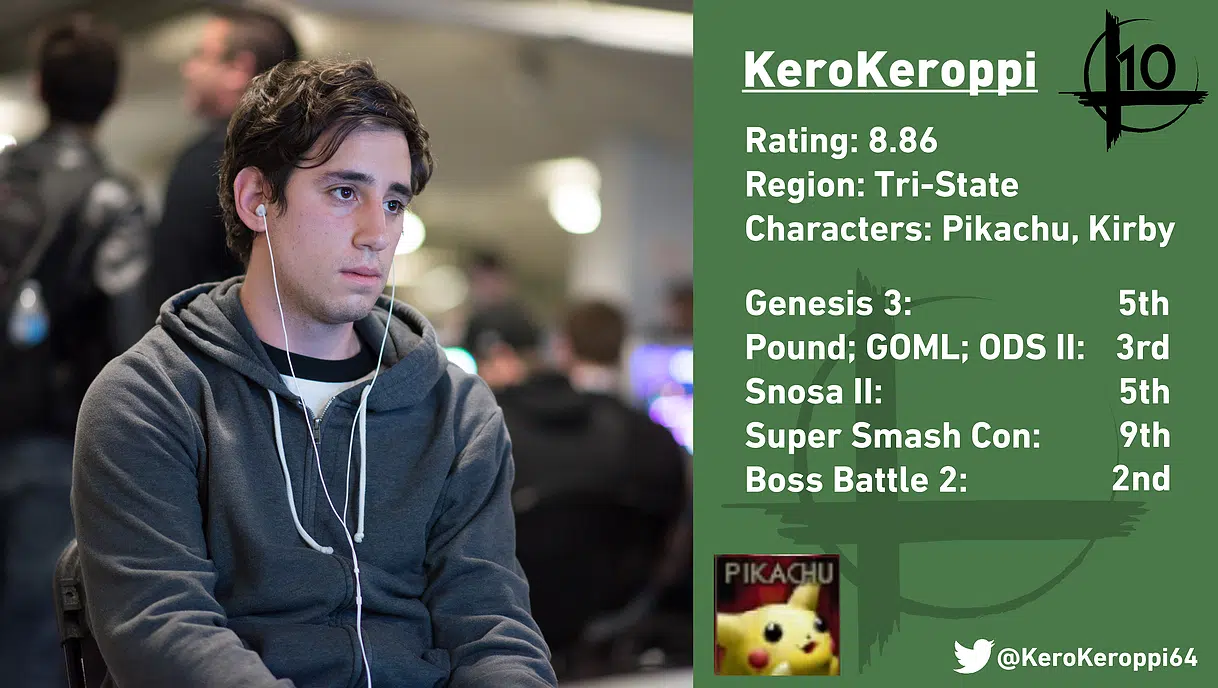 KeroKeroppi
10
Rating: 8.86
Region: Tri-State
Characters: Pikachu, Kirby
Genesis 3: 5th
Pound; GOML; ODS II: 3rd
Snosa II: 5th
Super Smash Con: 9th
Boss Battle 2: 2nd
PIKACHU
@KeroKeroppi64